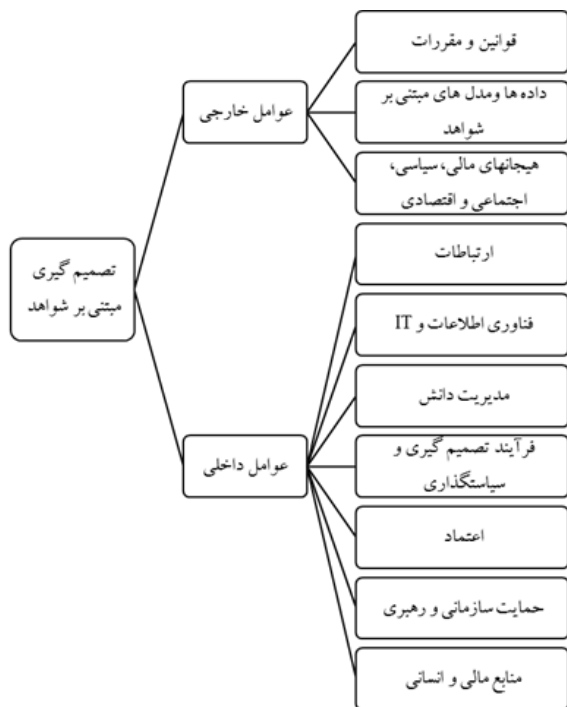 تصمیم گیری
مبتنی بر شواهد
عوامل خارجی
قوانین و مقررات
داده ها ومدل های مبتنی بر
شواهد
هیجانهای مالی، سیاسی،
اجتماعی و اقتصادی
عوامل داخلی
ارتباطات
فناوری اطلاعات و IT
مدیریت دانش
فرآیند تصمیم گیری و
سیاستگذاری
اعتماد
حمایت سازمانی و رهبری
منابع مالی و انسانی